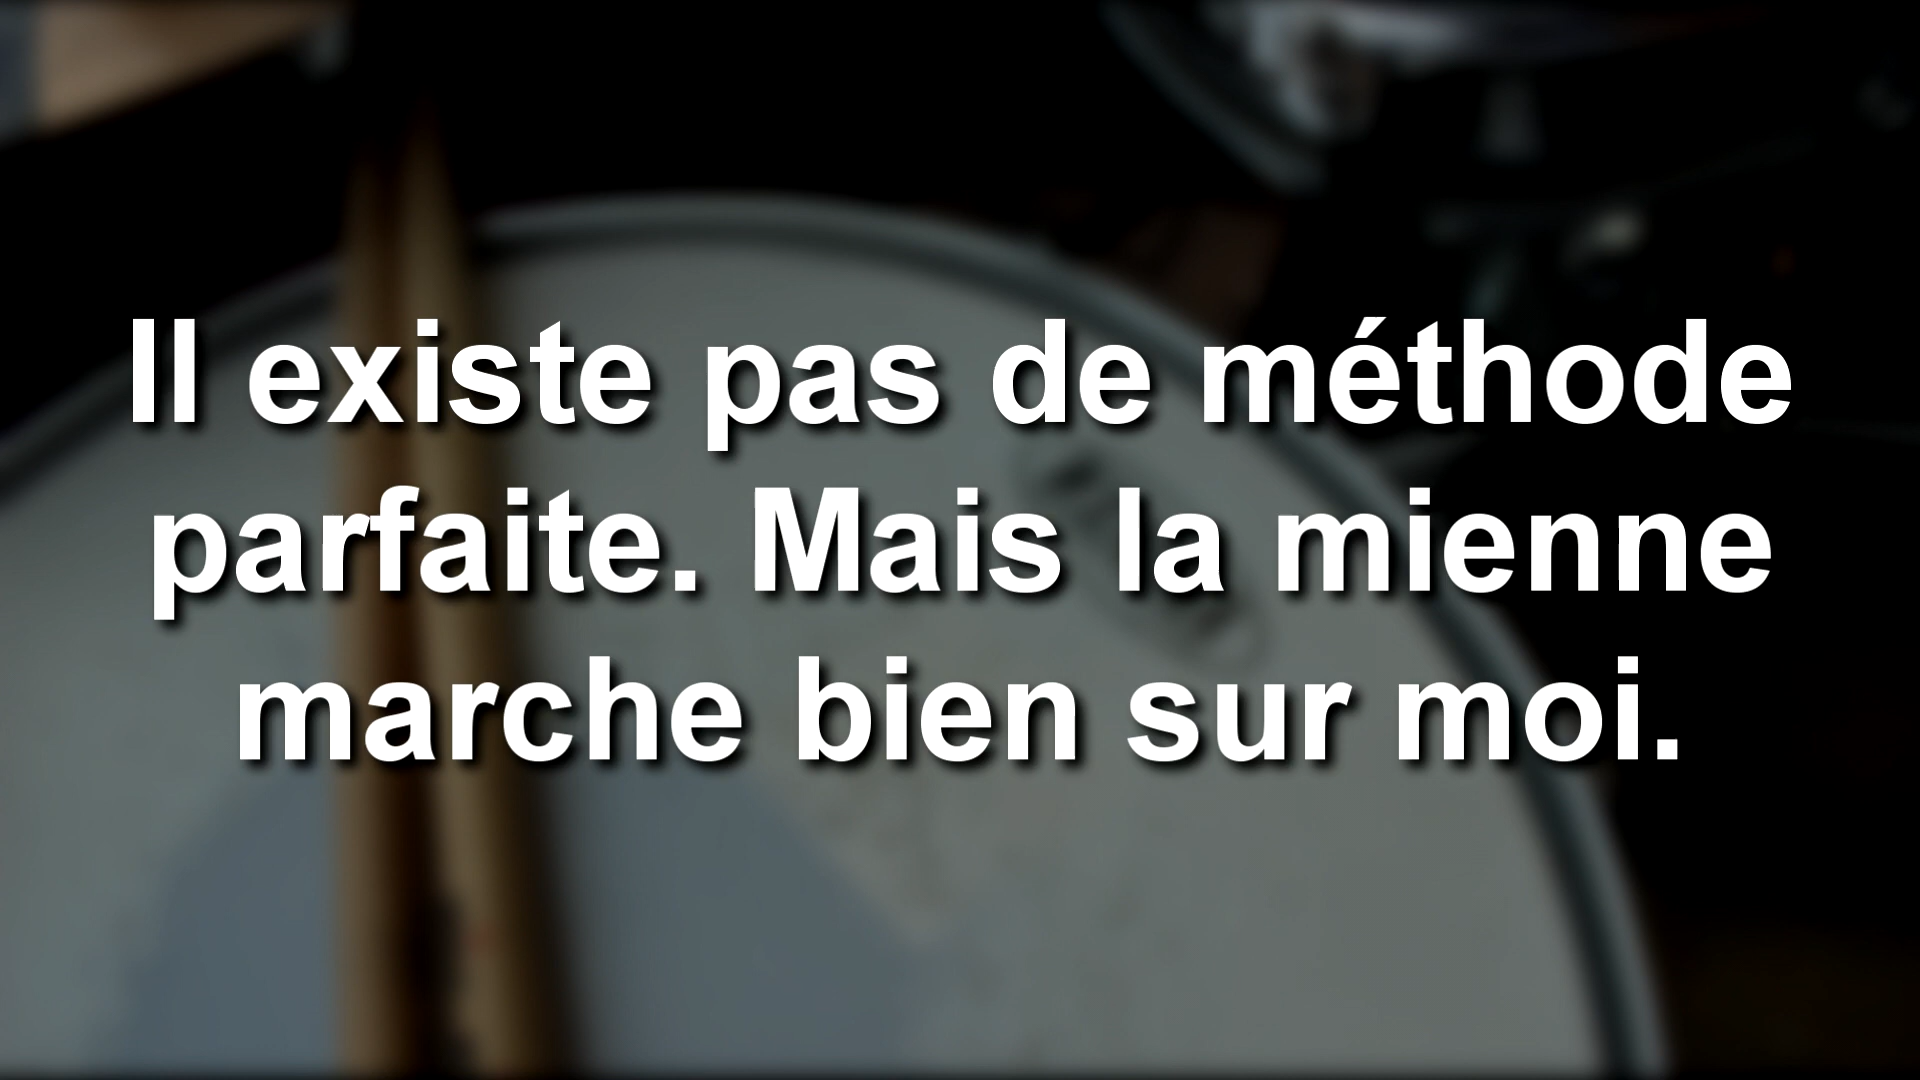 Il existe pas de méthode
parfaite. Mais la mienne
marche bien sur moi.